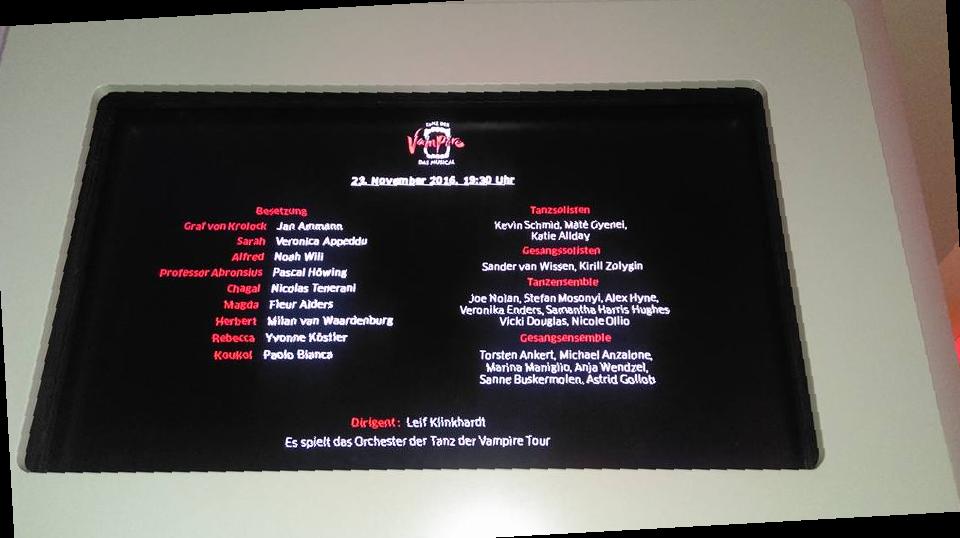 TANZ DER
Vampire
DAS MUSICAL
23. November 2016, 19:30 Uhr
Besetzung
Graf von Krolock Jan Ammann
Sarah Veronica Appeddu
Alfred Noah Will
Professor Abronsius Pascal Höwing
Chagal Nicolas Tenerani
Magda Fleur Alders
Herbert Milan van Waardenburg
Rebecca Yvonne Köstler
Koukol Paolo Bianca
Tanzsolisten
Kevin Schmid, Máté Gyenei,
Katie Allday
Gesangssolisten
Sander van Wissen, Kirill Zolygin
Tanzensemble
Joe Nolan, Stefan Mosonyi, Alex Hyne,
Veronika Enders, Samantha Harris Hughes
Vicki Douglas, Nicole Ollio
Gesangsensemble
Torsten Ankert, Michael Anzalone,
Marina Maniglio, Anja Wendzel,
Sanne Buskermolen, Astrid Gollob
Dirigent: Leif Klinkhardt
Es spielt das Orchester der Tanz der Vampire Tour